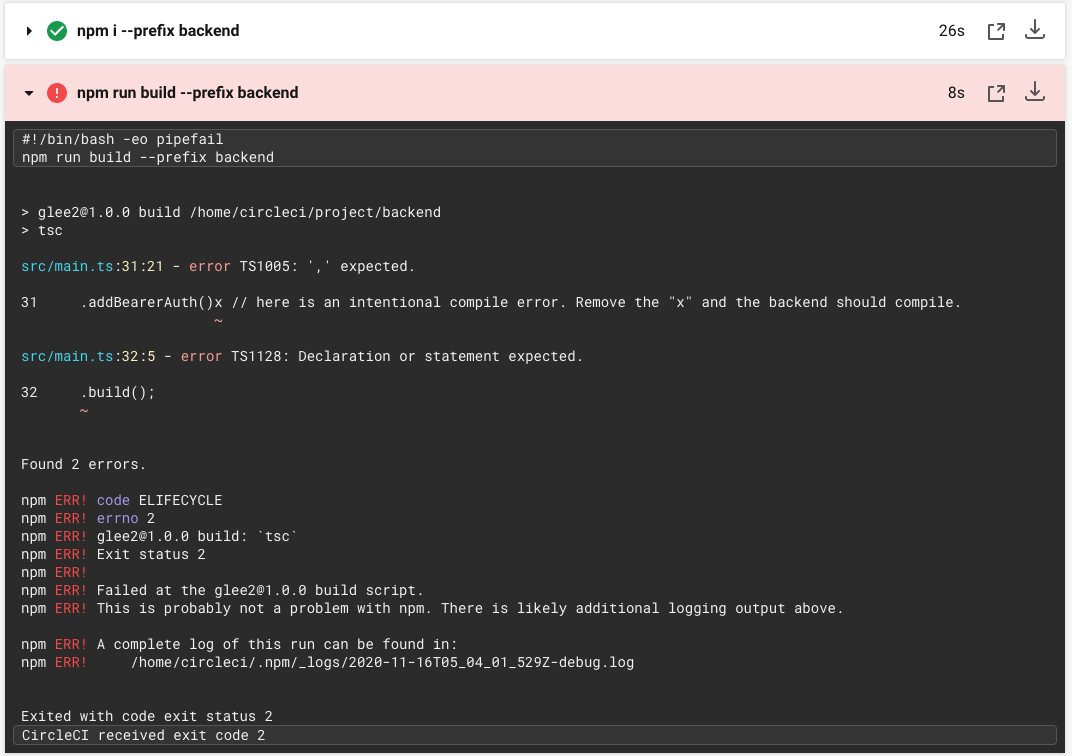 npm i --prefix backend 26s
npm run build --prefix backend 8s
#!/bin/bash -eo pipefail
npm run build --prefix backend
> glee2@1.0.0 build /home/circleci/project/backend
> tsc
src/main.ts:31:21 - error TS1005: ',' expected.
31     .addBearerAuth()x // here is an intentional compile error. Remove the "x" and the backend should compile.
~
src/main.ts:32:5 - error TS1128: Declaration or statement expected.
32     .build();
~
Found 2 errors.
npm ERR! code ELIFECYCLE
npm ERR! errno 2
npm ERR! glee2@1.0.0 build: `tsc`
npm ERR! Exit status 2
npm ERR!
npm ERR! Failed at the glee2@1.0.0 build script.
npm ERR! This is probably not a problem with npm. There is likely additional logging output above.
npm ERR! A complete log of this run can be found in:
npm ERR!     /home/circleci/.npm/_logs/2020-11-16T05_04_01_529Z-debug.log
Exited with code exit status 2
CircleCI received exit code 2